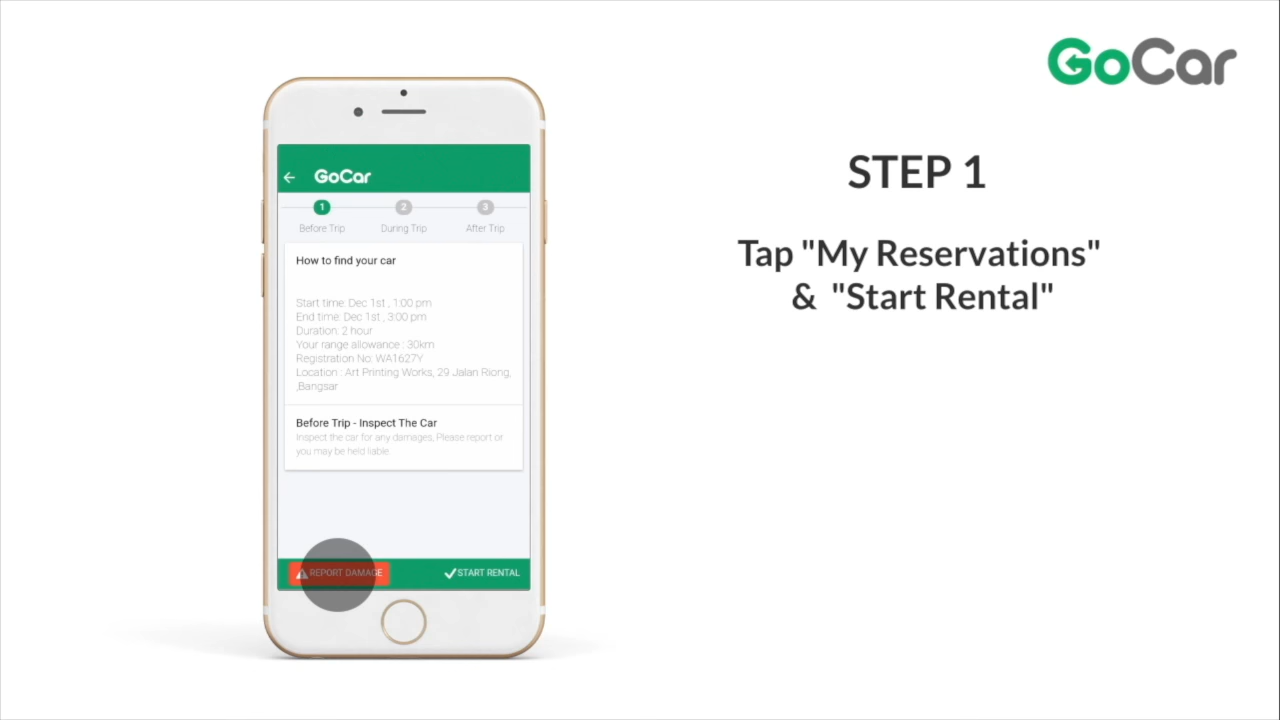 GoCar
STEP 1
Tap "My Reservations"
& "Start Rental"
GoCar
1
2
3
Before Trip
During Trip
After Trip
How to find your car
Start time: Dec 1st , 1:00 pm
End time: Dec 1st , 3:00 pm
Duration: 2 hour
Your range allowance : 30km
Registration No: WA1627Y
Location : Art Printing Works, 29 Jalan Riong,
,Bangsar
Before Trip - Inspect The Car
Inspect the car for any damages, Please report or
you may be held liable
REPORT DAMAGE
START RENTAL